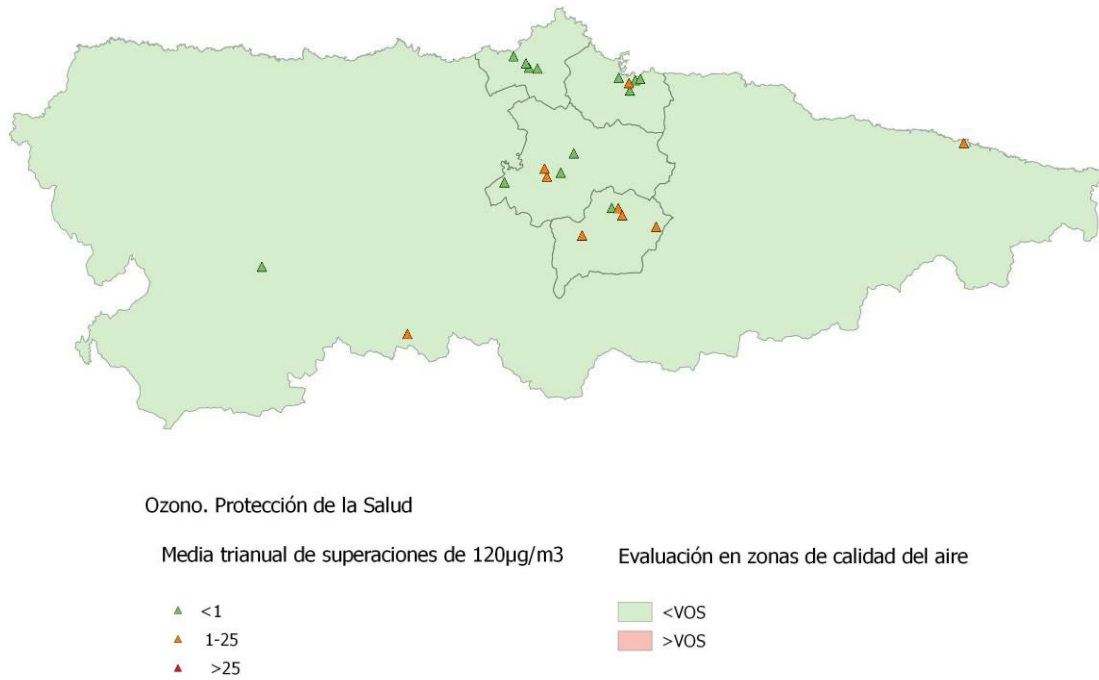 Ozono. Protección de la Salud
Media trianual de superaciones de 120µg/m3
<1
1-25
>25
Evaluación en zonas de calidad del aire
<VOS
>VOS